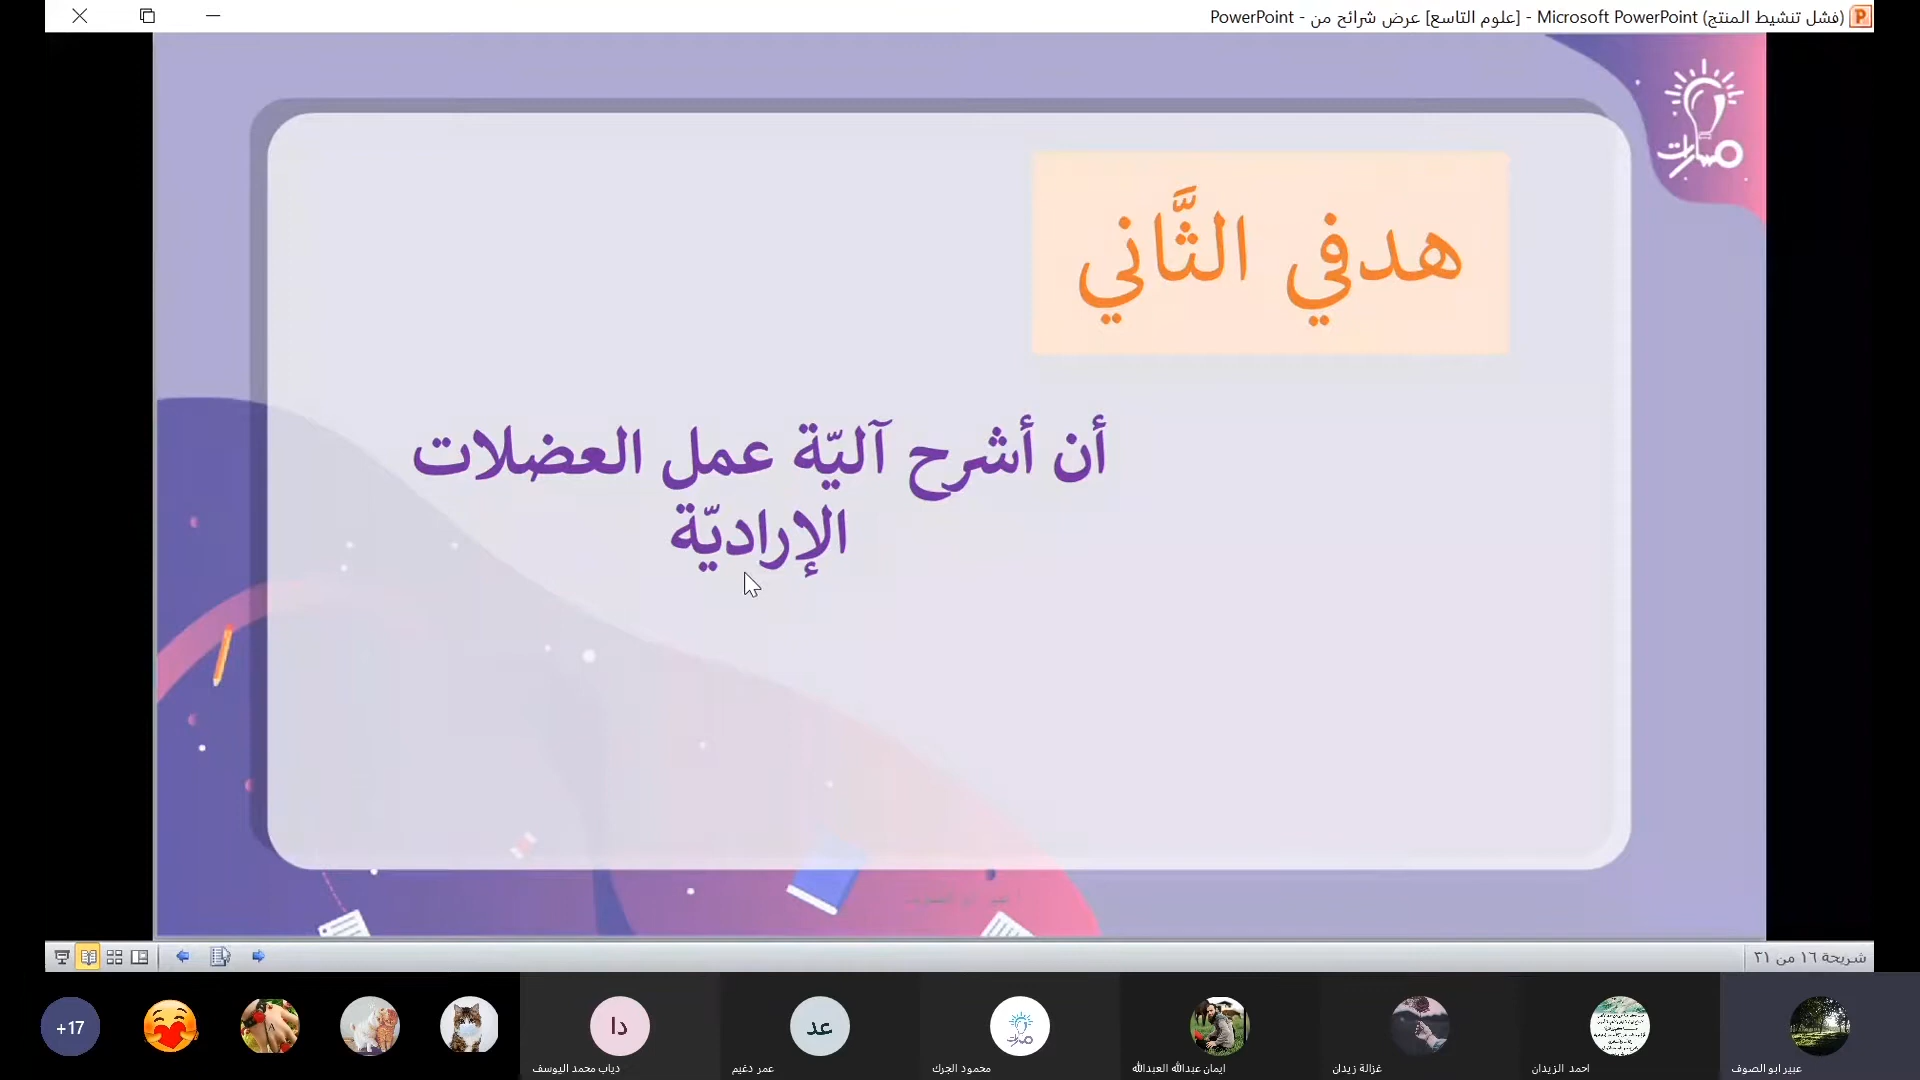 PowerPoint - عرض شرائح من [علوم التاسع] - Microsoft PowerPoint (فشل تنشيط المنتج)
مسارات
هدفي الثَّاني
أن أشرح آليّة عمل العضلات
الإراديّة
شريحة ١٦ من ٣١
+17
دا
عد
دياب محمد اليوسف
عمر دغيم
محمود الجرك
ايمان عبدالله العبدالله
غزالة زيدان
احمد الزيدان
عبير ابو الصوف